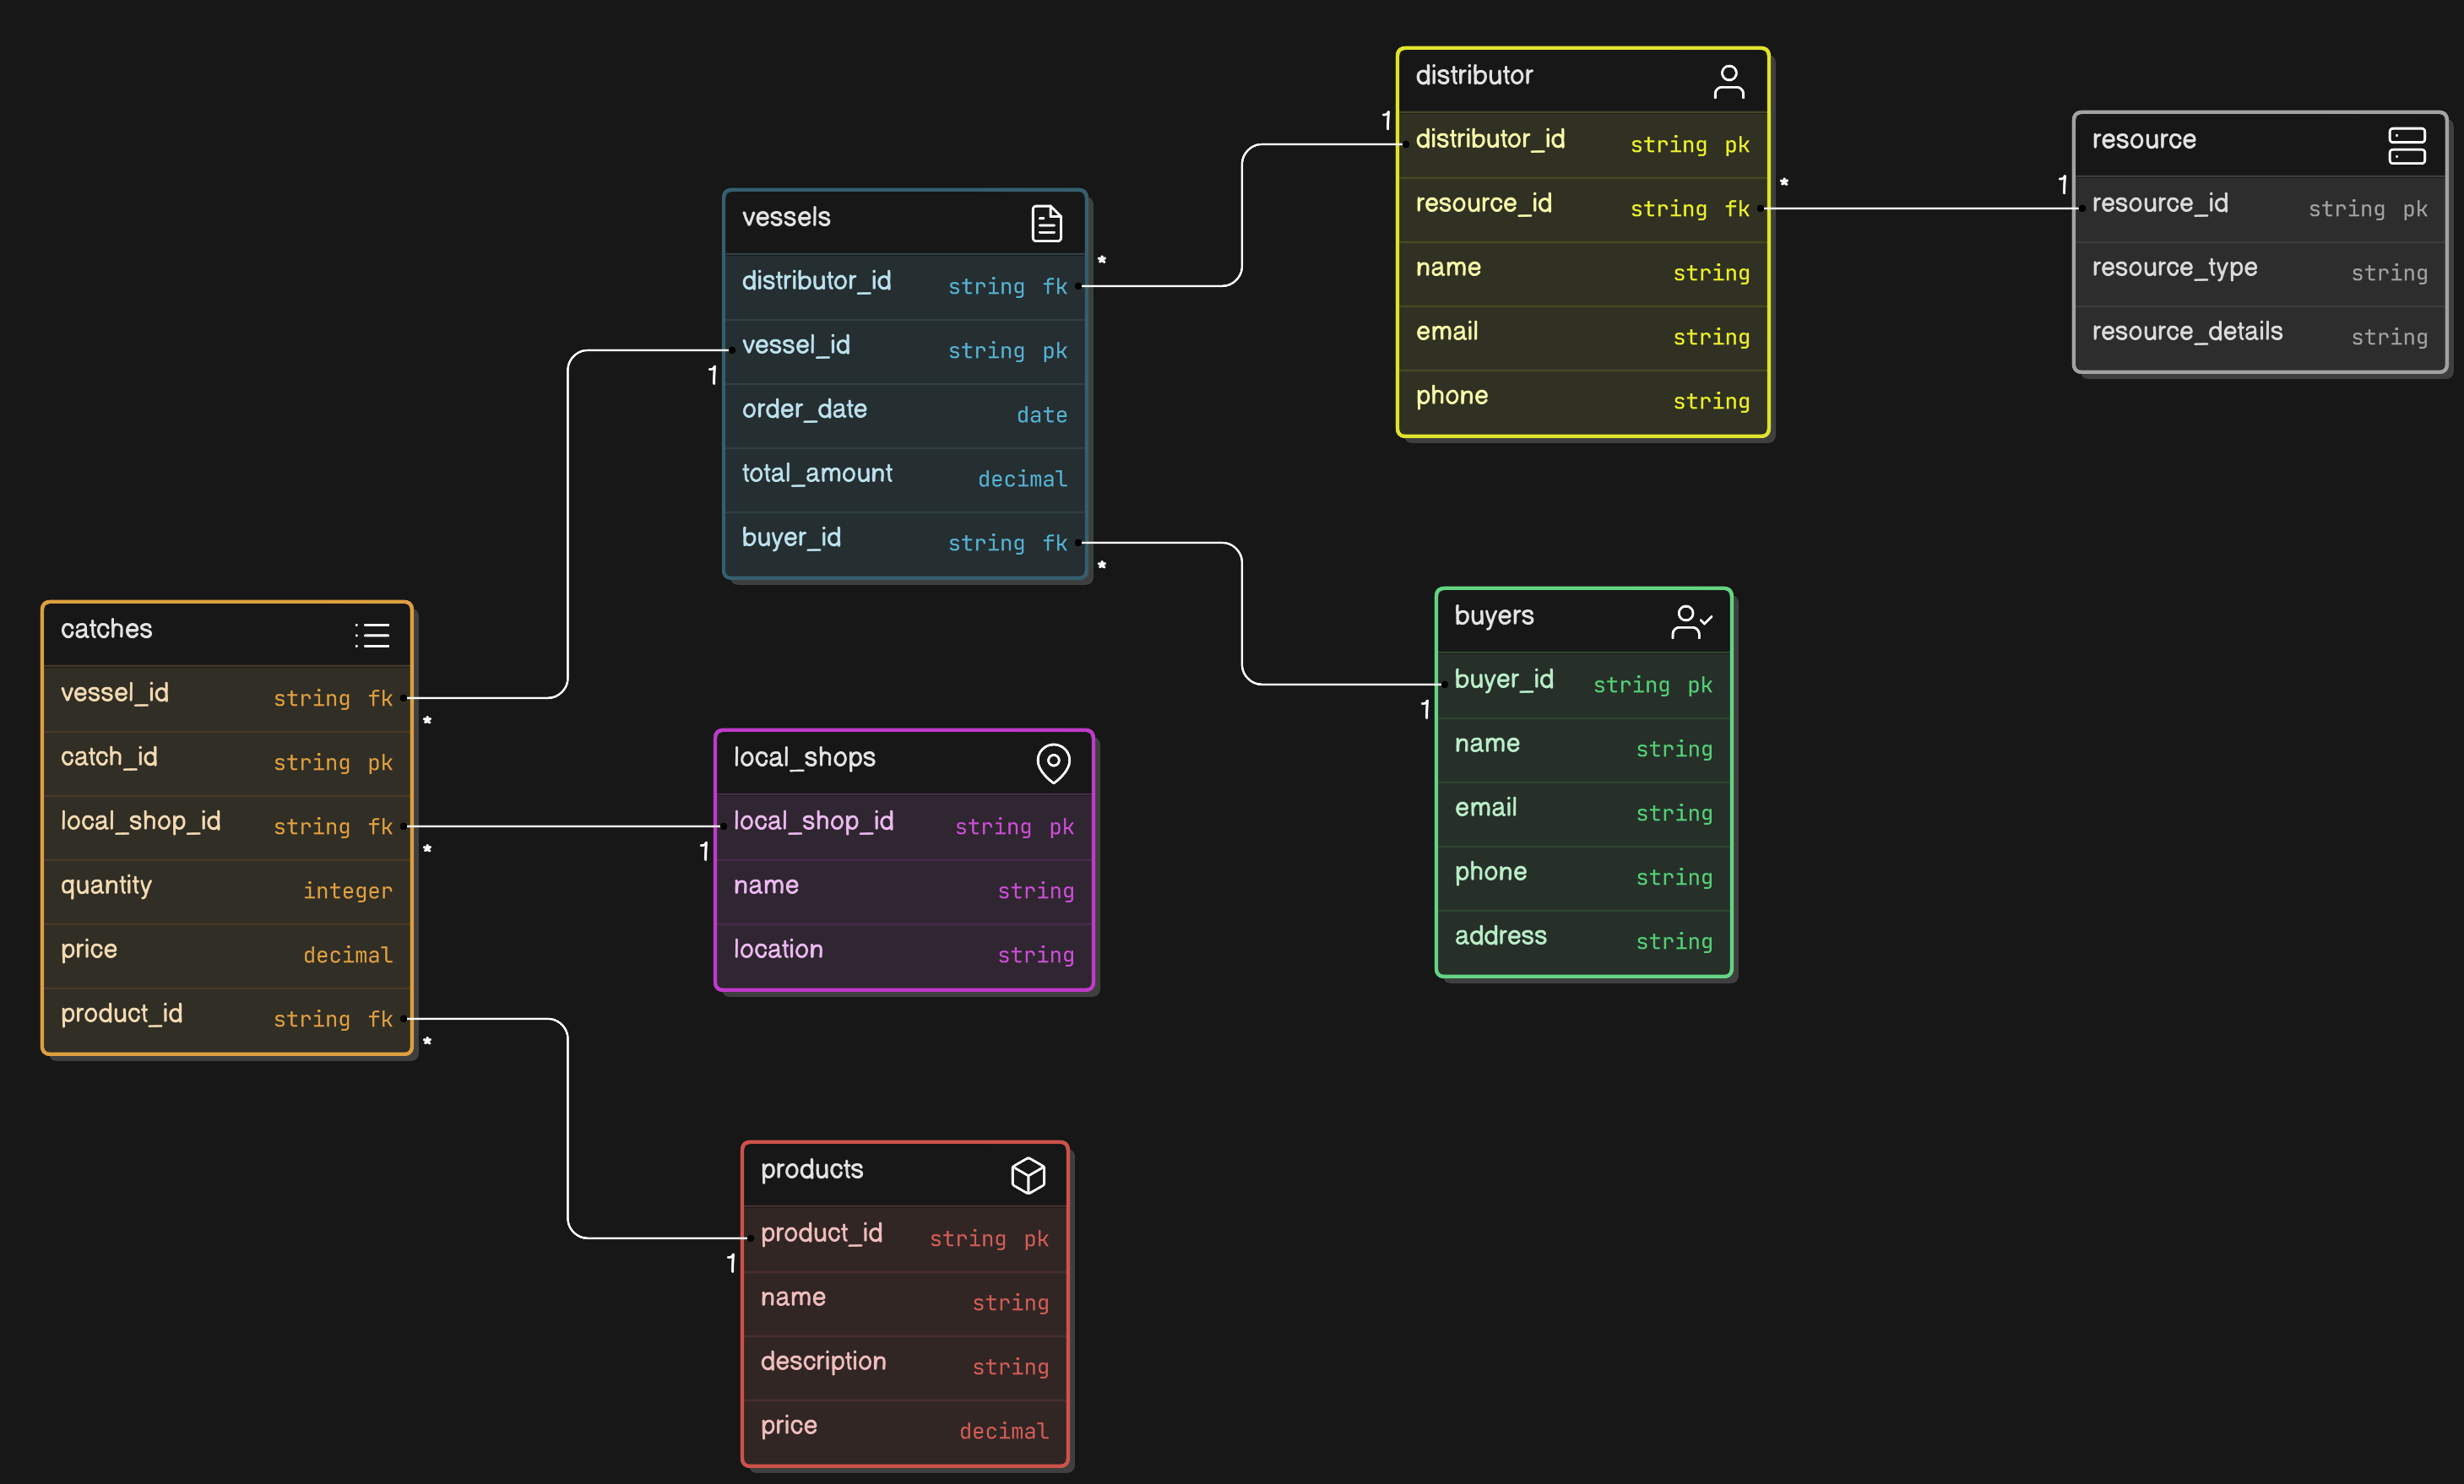 distributor
1
distributor_id string pk
resource_id string fk
*
name string
email string
phone string
resource
1
resource_id string pk
resource_type string
resource_details string
vessels
distributor_id string fk
*
vessel_id string pk
1
order_date date
total_amount decimal
buyer_id string fk
*
catches
vessel_id string fk
*
catch_id string pk
local_shop_id string fk
*
quantity integer
price decimal
product_id string fk
*
local_shops
local_shop_id string pk
1
name string
location string
buyers
buyer_id string pk
1
name string
email string
phone string
address string
products
product_id string pk
1
name string
description string
price decimal